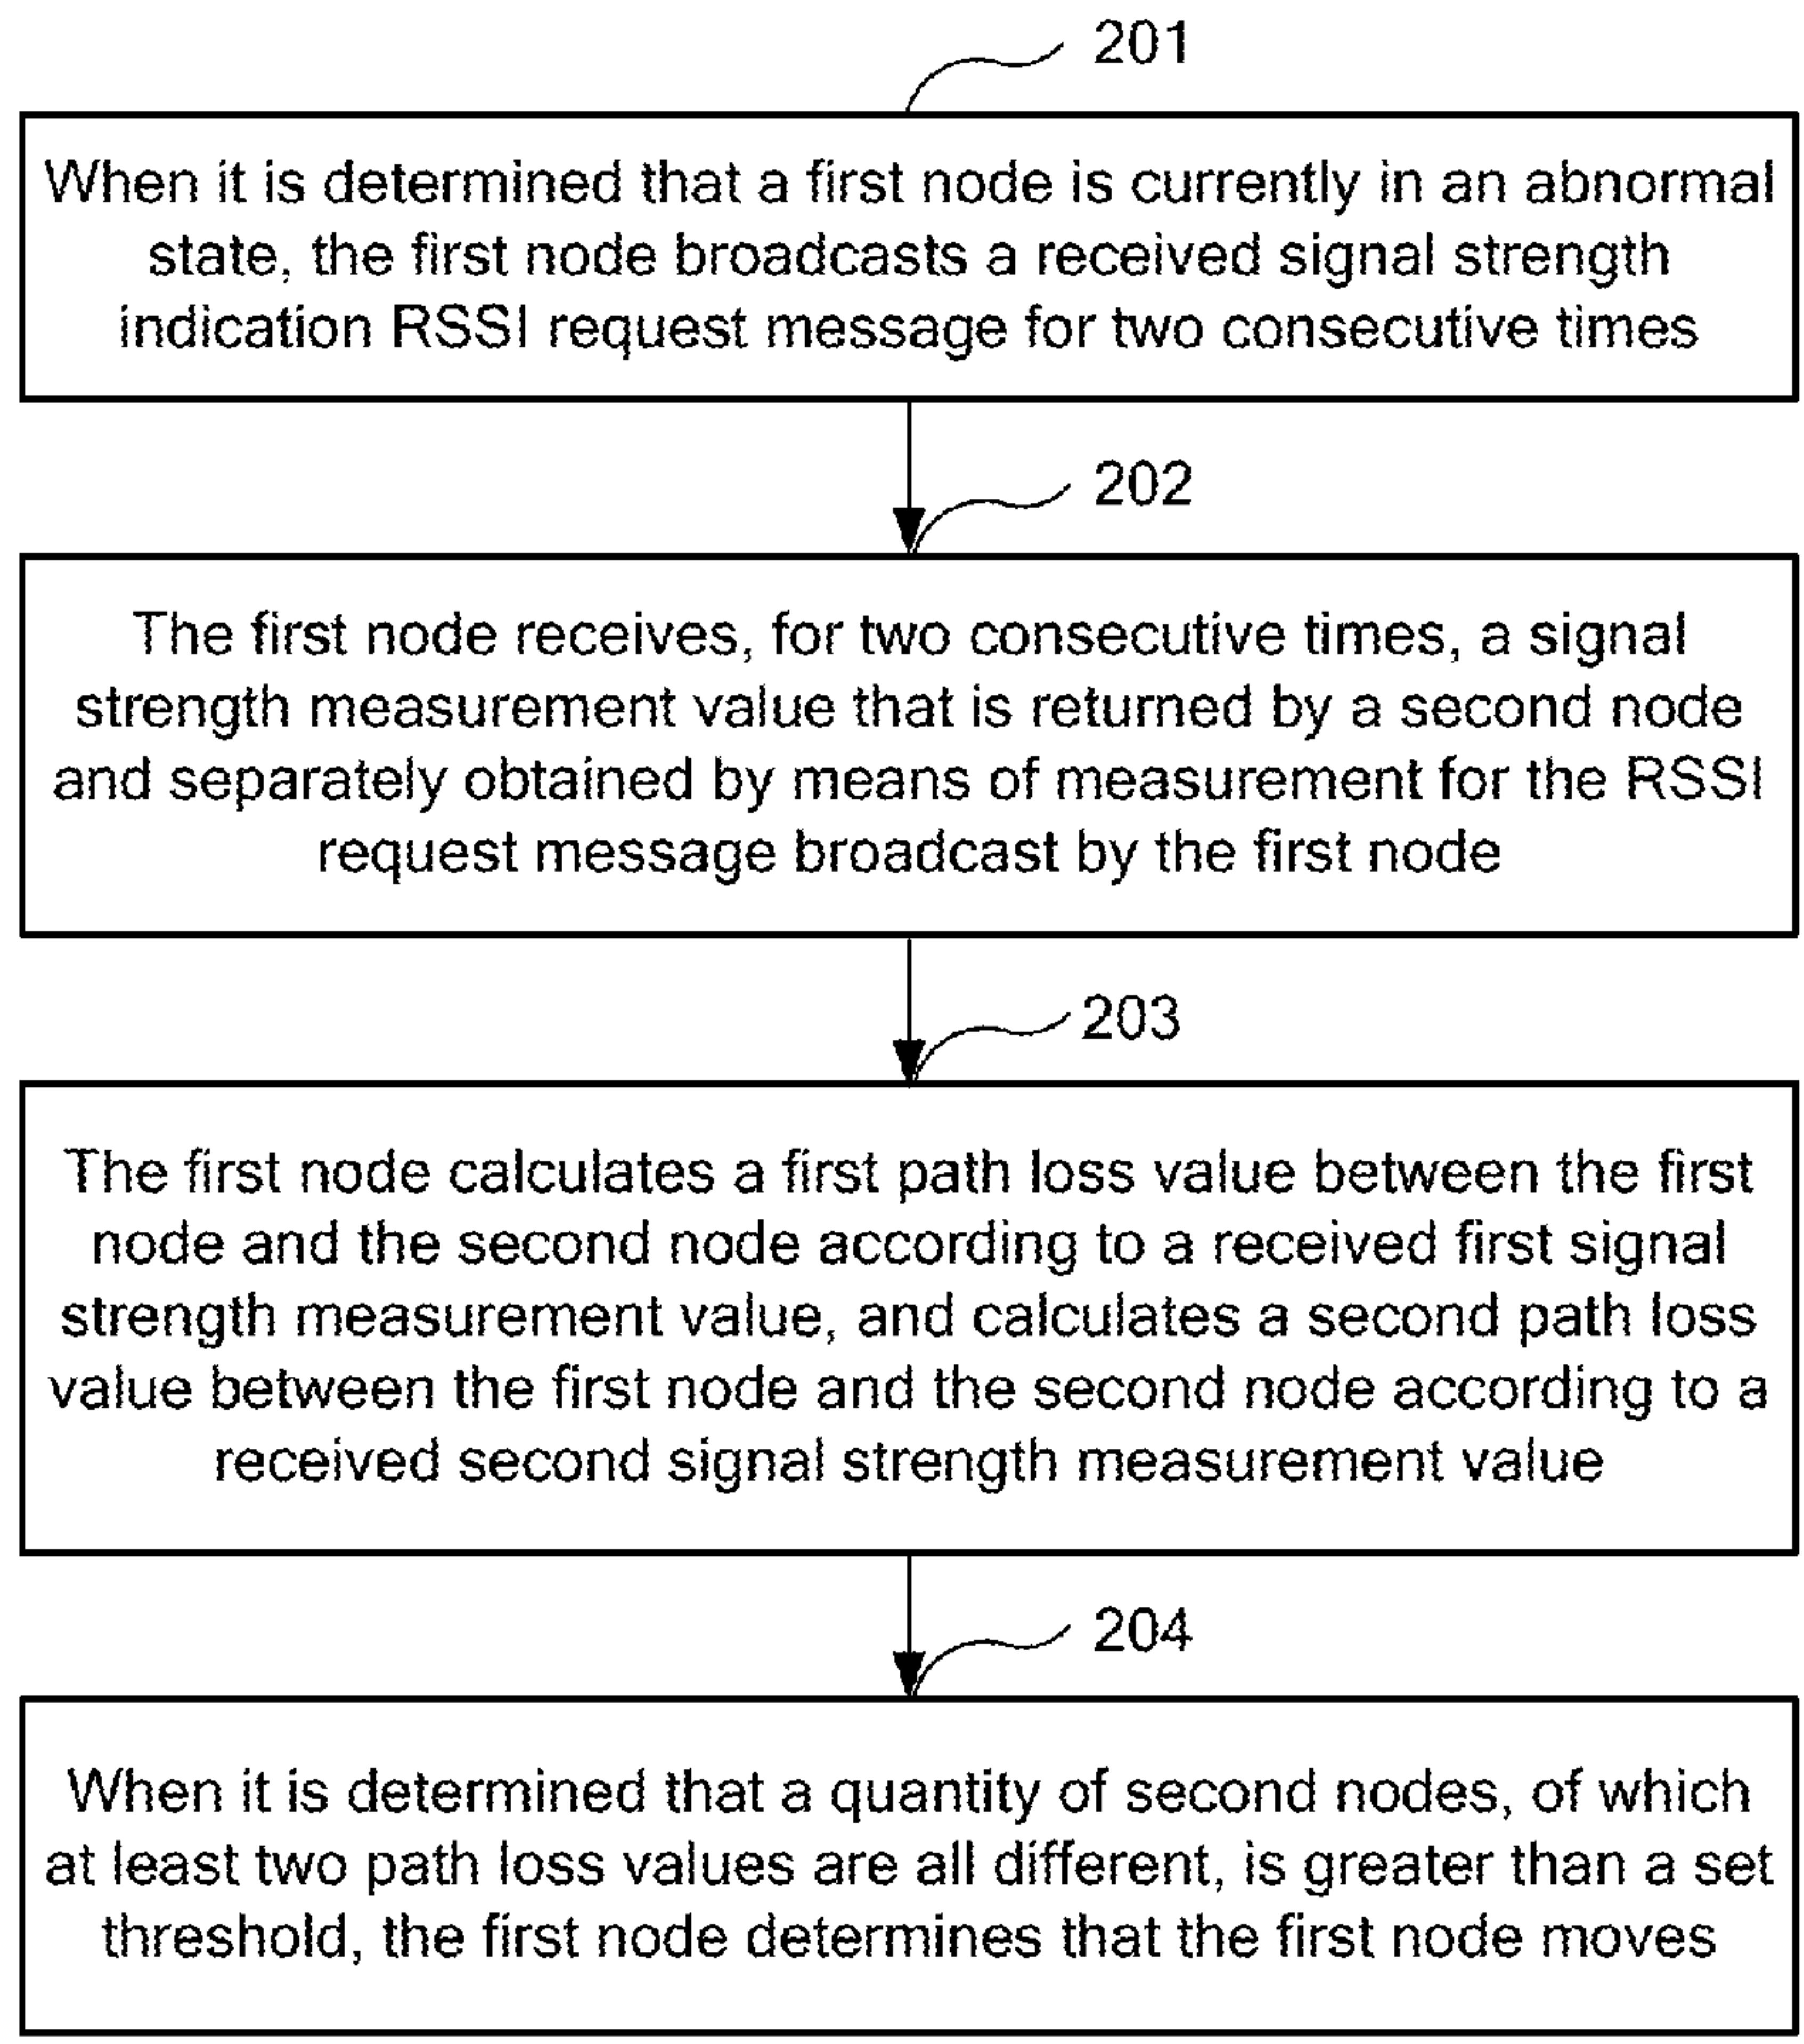 201
When it is determined that a first node is currently in an abnormal
state, the first node broadcasts a received signal strength
indication RSSI request message for two consecutive times
202
The first node receives, for two consecutive times, a signal
strength measurement value that is returned by a second node
and separately obtained by means of measurement for the RSSI
request message broadcast by the first node
203
The first node calculates a first path loss value between the first
node and the second node according to a received first signal
strength measurement value, and calculates a second path loss
value between the first node and the second node according to a
received second signal strength measurement value
204
When it is determined that a quantity of second nodes, of which
at least two path loss values are all different, is greater than a set
threshold, the first node determines that the first node moves